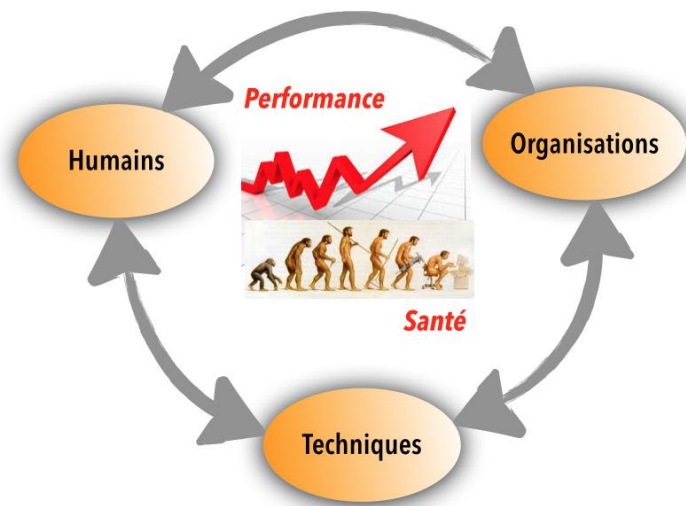 Performance
Humains
Organisations
Santé
Techniques